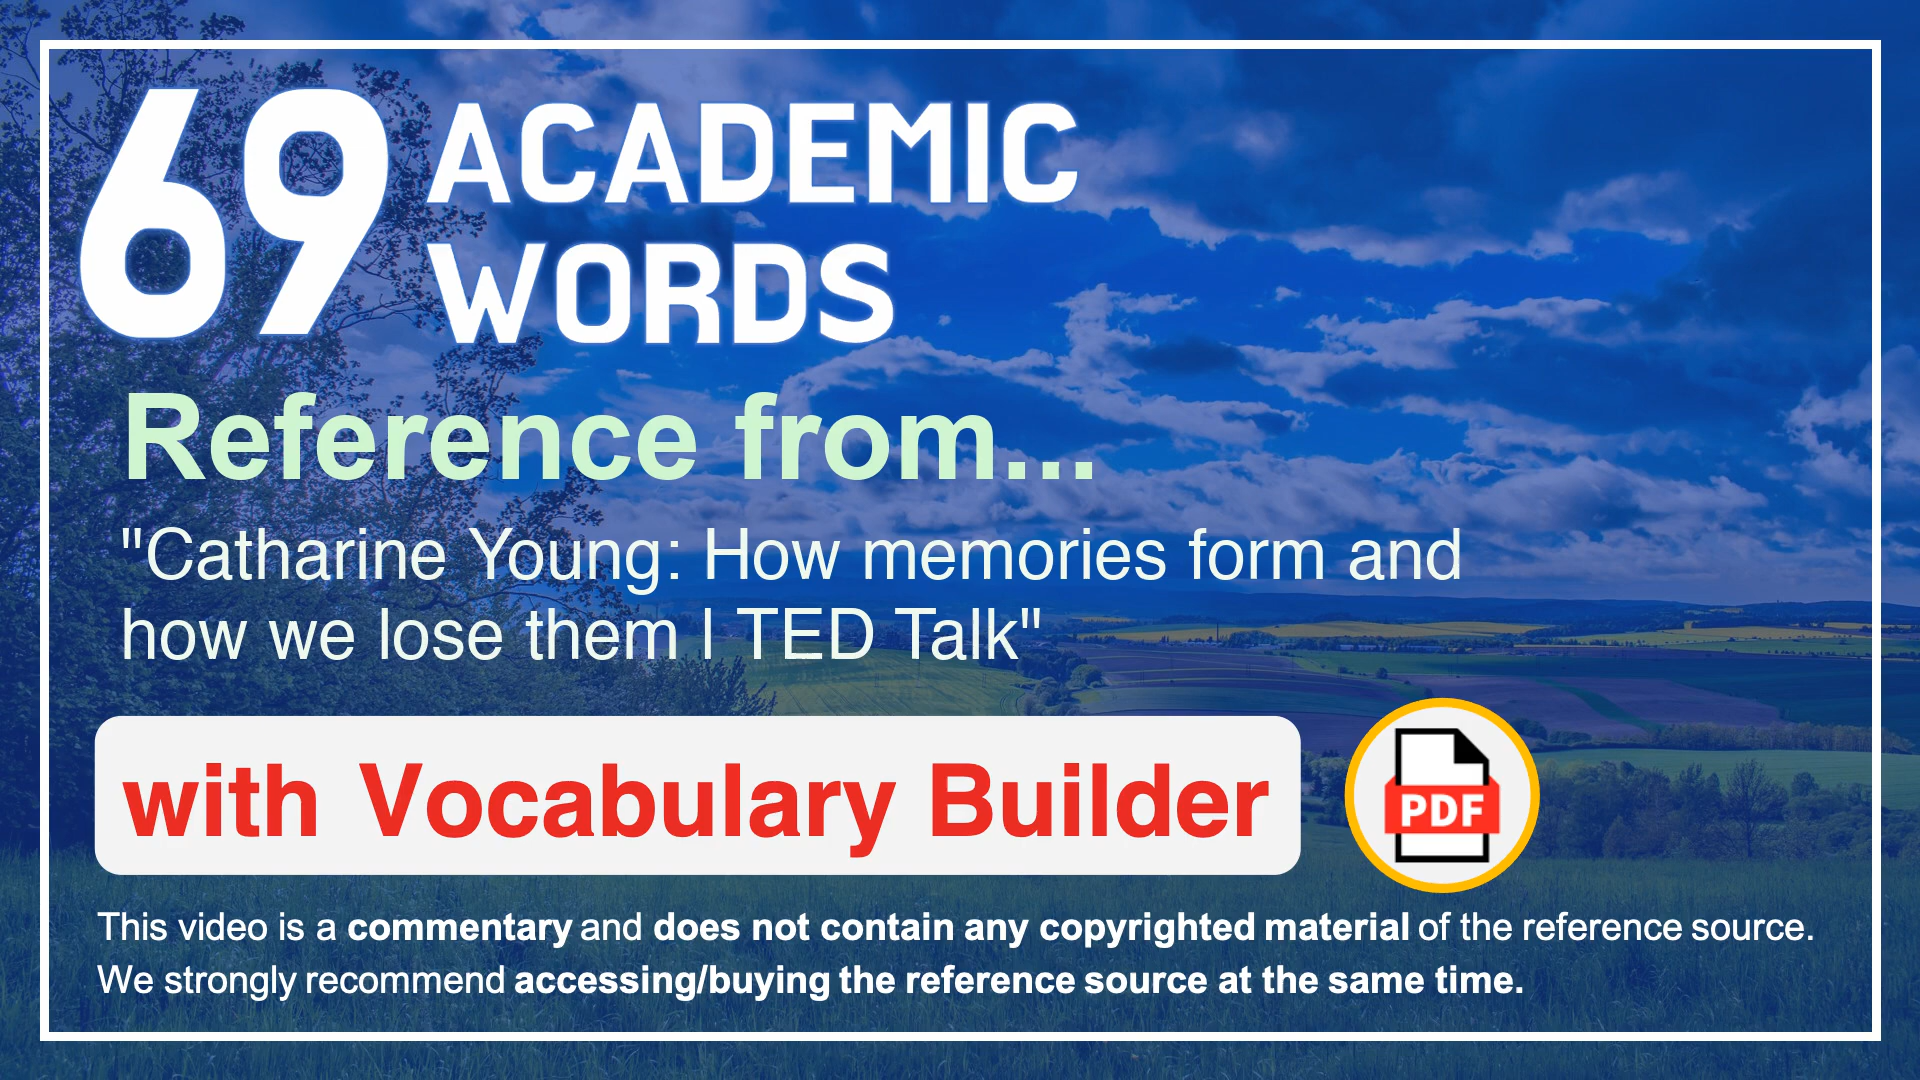 69 ACADEMIC
WORDS
Reference from...
"Catharine Young: How memories form and
how we lose them | TED Talk"
with Vocabulary Builder
PDF
This video is a commentary and does not contain any copyrighted material of the reference source.
We strongly recommend accessing/buying the reference source at the same time.